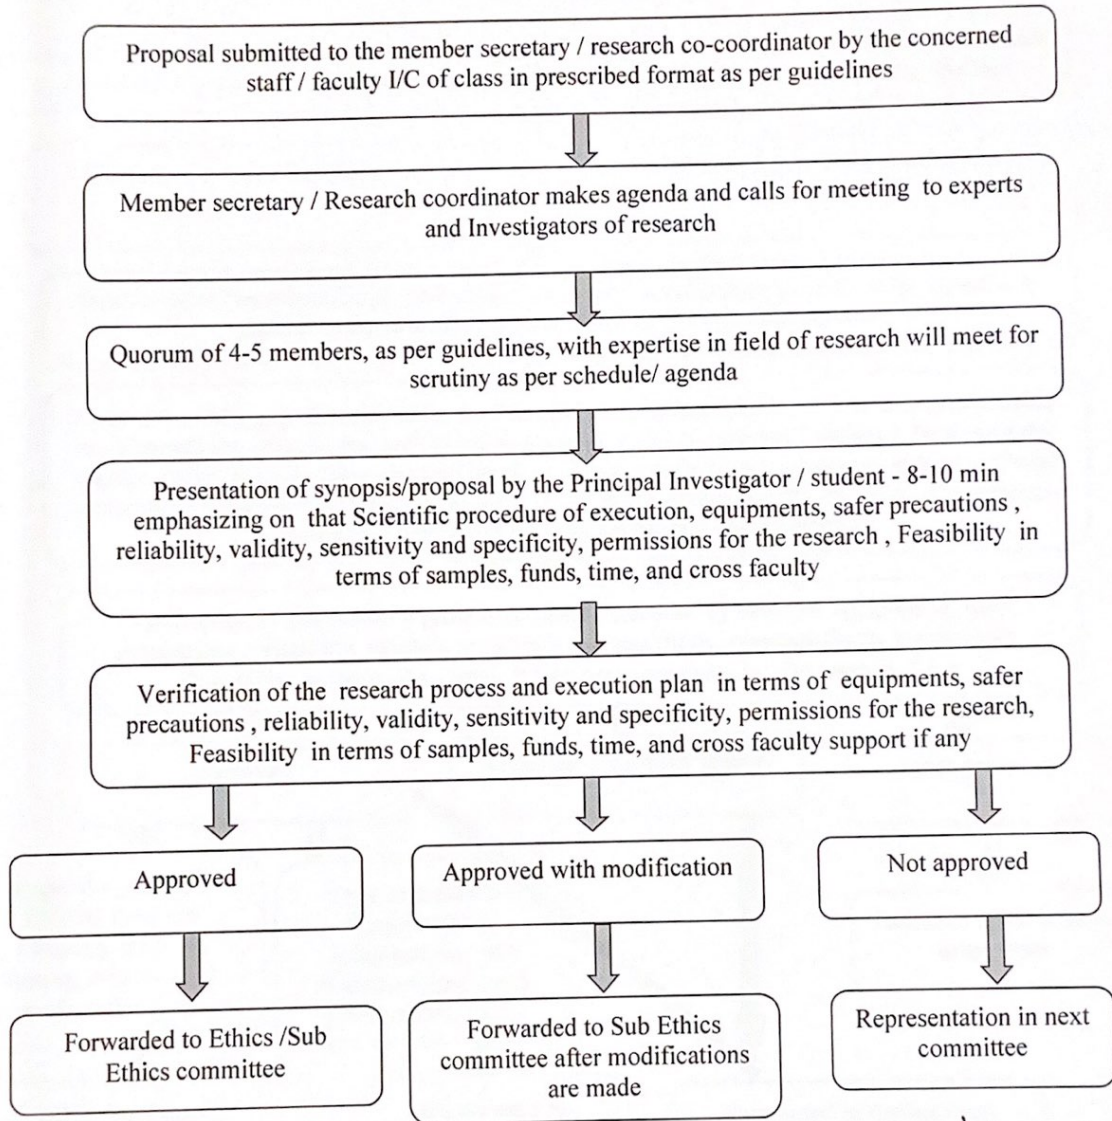 Proposal submitted to the member secretary / research co-coordinator by the concerned
staff / faculty I/C of class in prescribed format as per guidelines
Member secretary / Research coordinator makes agenda and calls for meeting to experts
and Investigators of research
Quorum of 4-5 members, as per guidelines, with expertise in field of research will meet for
scrutiny as per schedule/ agenda
Presentation of synopsis/proposal by the Principal Investigator / student - 8-10 min
emphasizing on that Scientific procedure of execution, equipments, safer precautions ,
reliability, validity, sensitivity and specificity, permissions for the research , Feasibility in
terms of samples, funds, time, and cross faculty
Verification of the research process and execution plan in terms of equipments, safer
precautions , reliability, validity, sensitivity and specificity, permissions for the research,
Feasibility in terms of samples, funds, time, and cross faculty support if any
Approved
Approved with modification
Not approved
Forwarded to Ethics /Sub
Ethics committee
Forwarded to Sub Ethics
committee after modifications
are made
Representation in next
committee